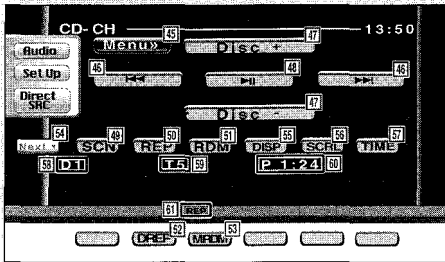 CD-CH 45 47 13:50
Audio Menu» Disc +
Set Up 46 48 46
Direct SRC 47
Disc -
54 49 50 51 55 56 57
Next SCN REP RDM DISP SCRL TIME
58 D1 T5 59 P 1:24 60
61 REP
52 53
DREP MRDM